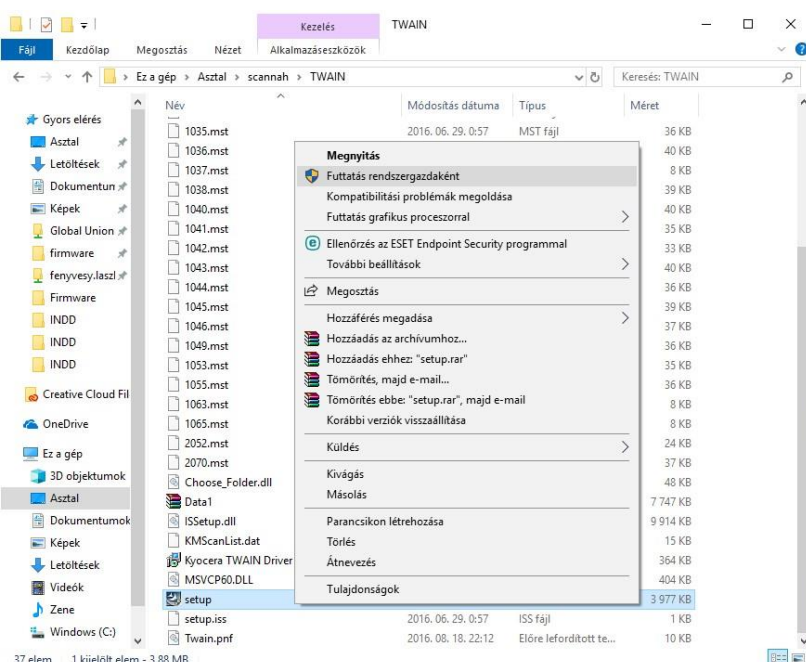 Kezelés TWAIN
Fájl Kezdőlap Megosztás Nézet Alkalmazáseszközök
Ez a gép > Asztal > scannah > TWAIN Keresés: TWAIN
Név Módosítás dátuma Típus Méret
Gyors elérés
Asztal
Letöltések
Dokumentun
Képek
Global Union
firmware
fenyvesy.laszl
Firmware
INDD
INDD
INDD
Creative Cloud Fil
OneDrive
Ez a gép
3D objektumok
Asztal
Dokumentumok
Képek
Letöltések
Videók
Zene
Windows (C:)
1035.mst 2016. 06. 29. 0:57 MST fájl 36 KB
1036.mst 40 KB
1037.mst 8 KB
1038.mst 39 KB
1040.mst 40 KB
1041.mst 35 KB
1042.mst 33 KB
1043.mst 40 KB
1044.mst 36 KB
1045.mst 39 KB
1046.mst 37 KB
1049.mst 36 KB
1053.mst 35 KB
1055.mst 36 KB
1063.mst 8 KB
1065.mst 8 KB
2052.mst 24 KB
2070.mst 37 KB
Choose_Folder.dll 48 KB
Data1 7 747 KB
ISSetup.dll 9 914 KB
KMScanList.dat 15 KB
Kyocera TWAIN Driver 364 KB
MSVCP60.DLL 404 KB
setup 3 977 KB
setup.iss 2016. 06. 29. 0:57 ISS fájl 1 KB
Twain.pnf 2016. 08. 18. 22:12 Előre lefordított te... 10 KB
Megnyitás
Futtatás rendszergazdaként
Kompatibilitási problémák megoldása
Futtatás grafikus proceszorral
Ellenőrzés az ESET Endpoint Security programmal
További beállítások
Megosztás
Hozzáférés megadása
Hozzáadás az archívumhoz...
Hozzáadás ehhez: "setup.rar"
Tömörítés, majd e-mail...
Tömörítés ebbe: "setup.rar", majd e-mail
Korábbi verziók visszaállítása
Küldés
Kivágás
Másolás
Parancsikon létrehozása
Törlés
Átnevezés
Tulajdonságok
37 elem 1 kijelölt elem - 3,88 MB